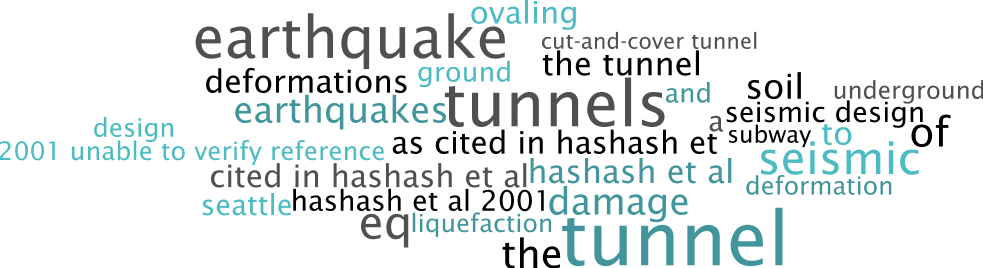 ovaling
earthquake
cut-and-cover tunnel
the tunnel
deformations
ground
soil
underground
earthquakes
tunnels
and
seismic design
a
design
as cited in hashash et
subway
to
of
2001 unable to verify reference
seismic
cited in hashash et al
hashash et al
deformation
seattle
hashash et al 2001
damage
eq
liquefaction
the
tunnel